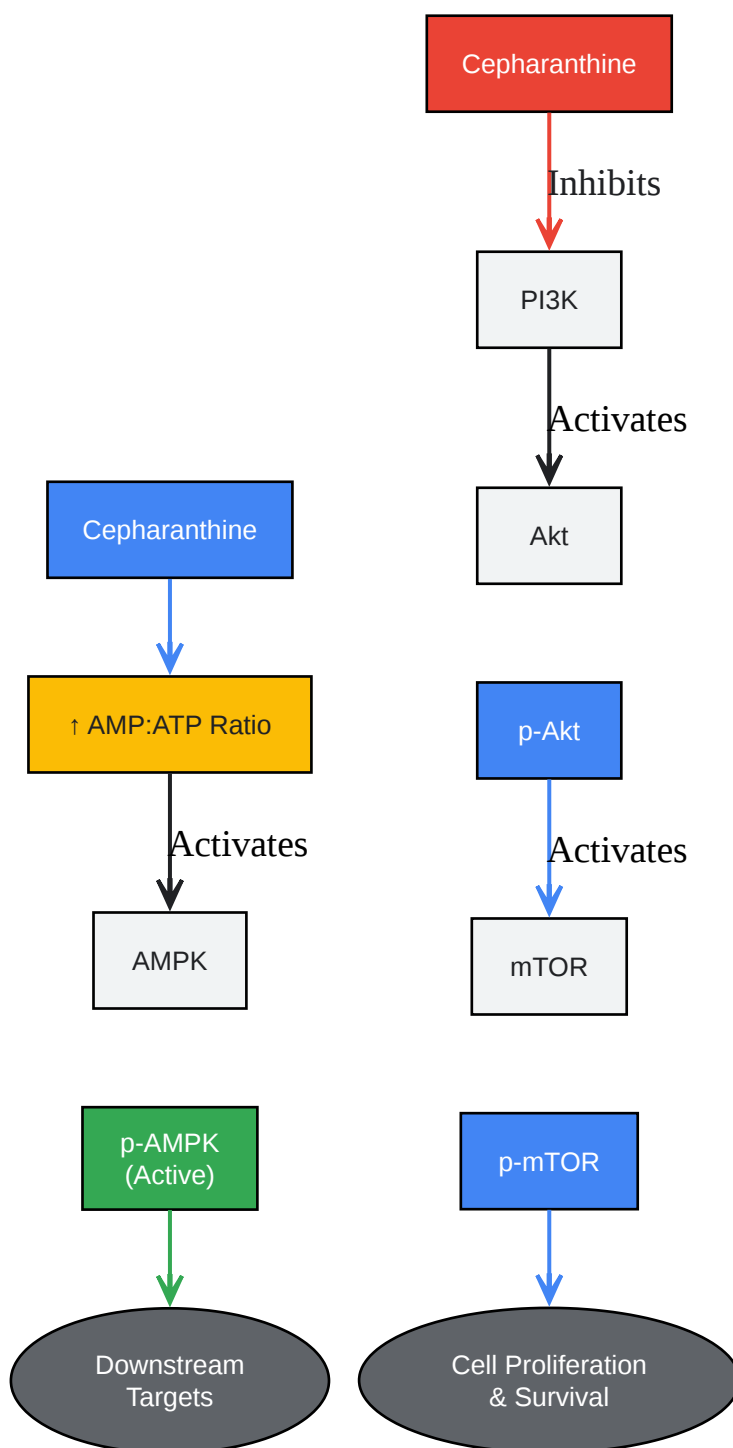 Cepharanthine
Inhibits
PI3K
Activates
Akt
Cepharanthine
↑ AMP:ATP Ratio
Activates
AMPK
p-Akt
Activates
mTOR
p-AMPK
(Active)
Downstream
Targets
p-mTOR
Cell Proliferation
& Survival